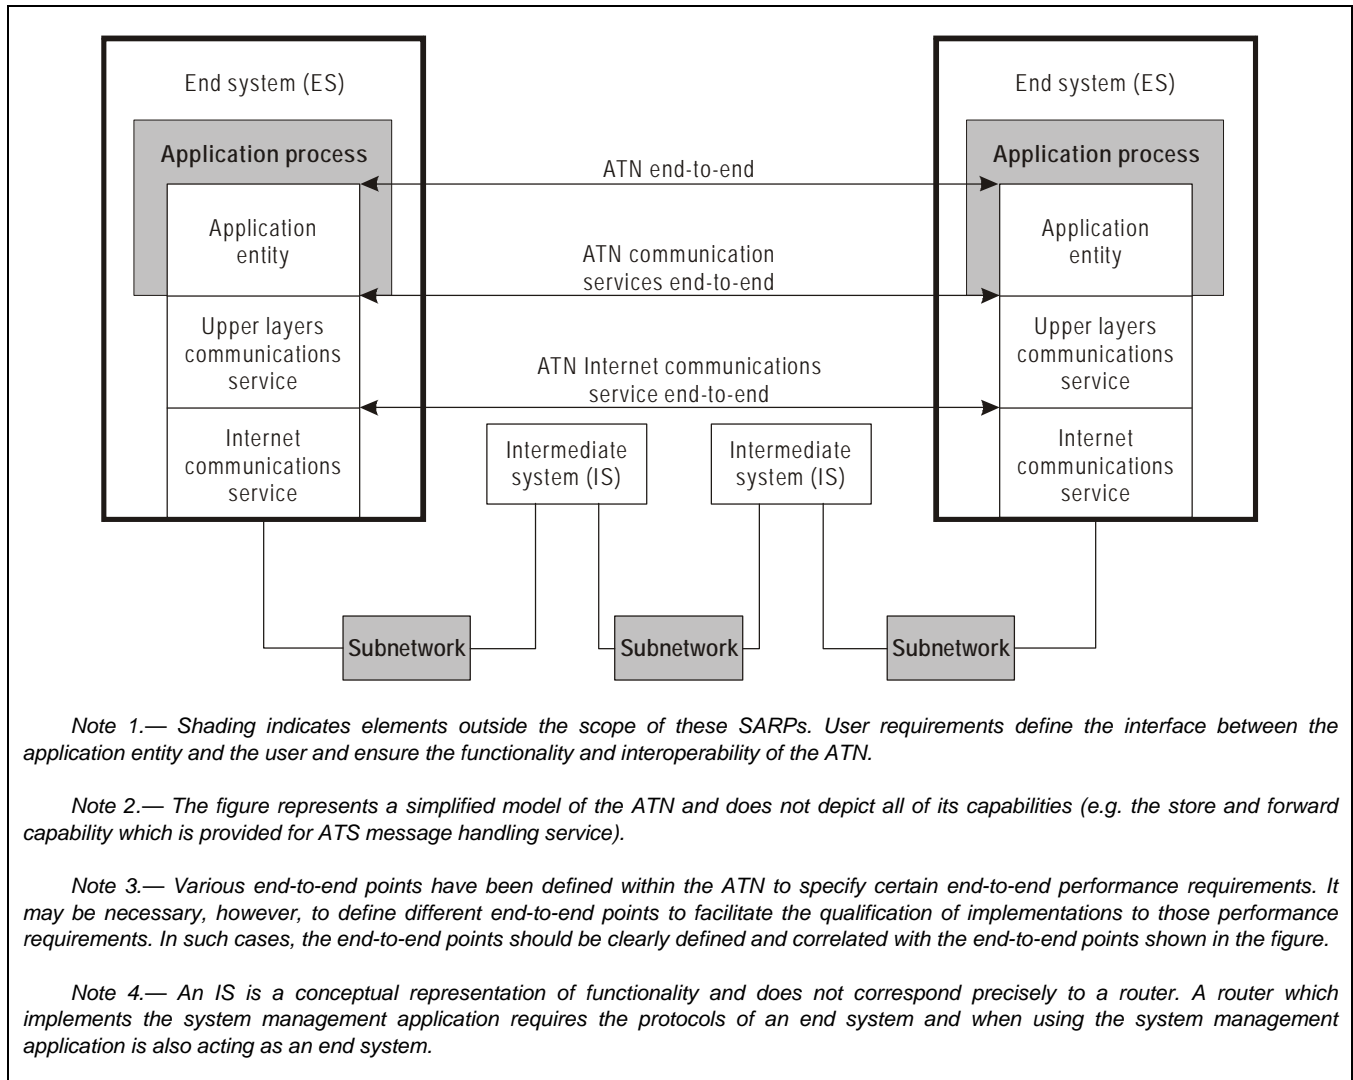 End system (ES)
End system (ES)
Application process
Application process
ATN end-to-end
Application
entity
Application
entity
ATN communication
services end-to-end
Upper layers
communications
service
Upper layers
communications
service
ATN Internet communications
service end-to-end
Internet
communications
service
Intermediate
system (IS)
Intermediate
system (IS)
Internet
communications
service
Subnetwork
Subnetwork
Subnetwork
Note 1.— Shading indicates elements outside the scope of these SARPs. User requirements define the interface between the
application entity and the user and ensure the functionality and interoperability of the ATN.
Note 2.— The figure represents a simplified model of the ATN and does not depict all of its capabilities (e.g. the store and forward
capability which is provided for ATS message handling service).
Note 3.— Various end-to-end points have been defined within the ATN to specify certain end-to-end performance requirements. It
may be necessary, however, to define different end-to-end points to facilitate the qualification of implementations to those performance
requirements. In such cases, the end-to-end points should be clearly defined and correlated with the end-to-end points shown in the figure.
Note 4.— An IS is a conceptual representation of functionality and does not correspond precisely to a router. A router which
implements the system management application requires the protocols of an end system and when using the system management
application is also acting as an end system.